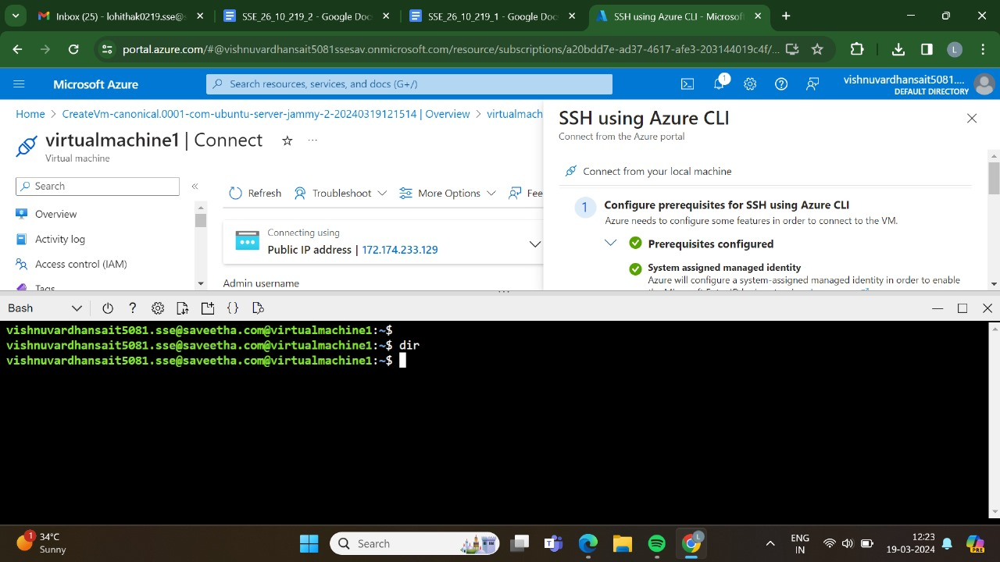 Inbox (25) - lohithak0219.sse@s
SSE_26_10_219_2 - Google Doc
SSE_26_10_219_1 - Google Doc
SSH using Azure CLI - Microsoft
portal.azure.com/#@vishnuvardhansait5081ssesav.onmicrosoft.com/resource/subscriptions/a20bdd7e-ad37-4617-afe3-203144019c4f/...
L
Microsoft Azure
Search resources, services, and docs (G+/)
1
vishnuvardhansait5081....
DEFAULT DIRECTORY
Home > CreateVm-canonical.0001-com-ubuntu-server-jammy-2-20240319121514 | Overview > virtualmach
virtualmachine1 | Connect
Virtual machine
Search
Overview
Activity log
Access control (IAM)
Tags
Refresh
Troubleshoot
More Options
Fee
Connecting using
Public IP address | 172.174.233.129
Admin username
SSH using Azure CLI
Connect from the Azure portal
Connect from your local machine
1
Configure prerequisites for SSH using Azure CLI
Azure needs to configure some features in order to connect to the VM.
Prerequisites configured
System assigned managed identity
Azure will configure a system-assigned managed identity in order to enable
Bash
vishnuvardhansait5081.sse@saveetha.com@virtualmachine1:~$
vishnuvardhansait5081.sse@saveetha.com@virtualmachine1:~$ dir
vishnuvardhansait5081.sse@saveetha.com@virtualmachine1:~$
1
34°C
Sunny
Search
L
ENG
IN
12:23
19-03-2024
PRE